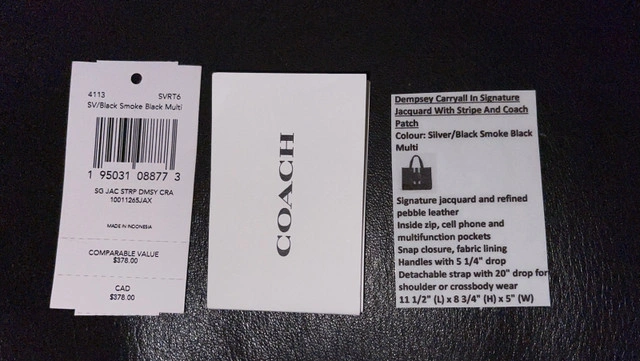 4113 SVRT6
SV/Black Smoke Black Multi
1 95031 08877 3
SG JAC STRP DMSY CRA
10011265JAX
MADE IN INDONESIA
COMPARABLE VALUE
$378.00
CAD
$378.00
COACH
Dempsey Carryall In Signature
Jacquard With Stripe And Coach
Patch
Colour: Silver/Black Smoke Black
Multi
Signature jacquard and refined
pebble leather
Inside zip, cell phone and
multifunction pockets
Snap closure, fabric lining
Handles with 5 1/4" drop
Detachable strap with 20" drop for
shoulder or crossbody wear
11 1/2" (L) x 8 3/4" (H) x 5" (W)